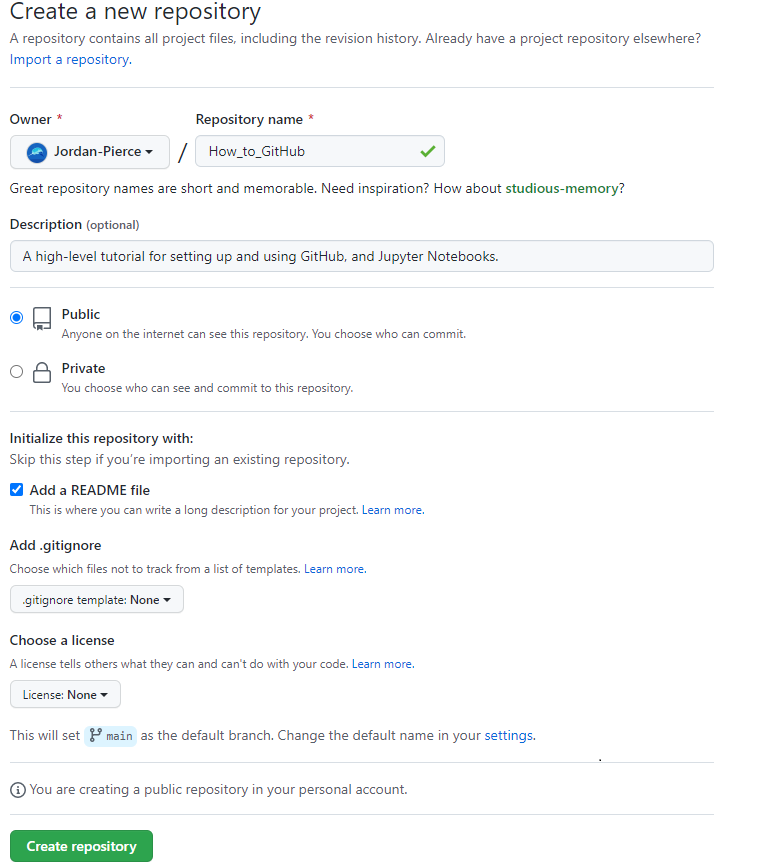 Create a new repository
A repository contains all project files, including the revision history. Already have a project repository elsewhere?
Import a repository.
Owner * Repository name *
Jordan-Pierce / How_to_GitHub
Great repository names are short and memorable. Need inspiration? How about studious-memory?
Description (optional)
A high-level tutorial for setting up and using GitHub, and Jupyter Notebooks.
Public
Anyone on the internet can see this repository. You choose who can commit.
Private
You choose who can see and commit to this repository.
Initialize this repository with:
Skip this step if you're importing an existing repository.
Add a README file
This is where you can write a long description for your project. Learn more.
Add .gitignore
Choose which files not to track from a list of templates. Learn more.
.gitignore template: None
Choose a license
A license tells others what they can and can't do with your code. Learn more.
License: None
This will set main as the default branch. Change the default name in your settings.
You are creating a public repository in your personal account.
Create repository